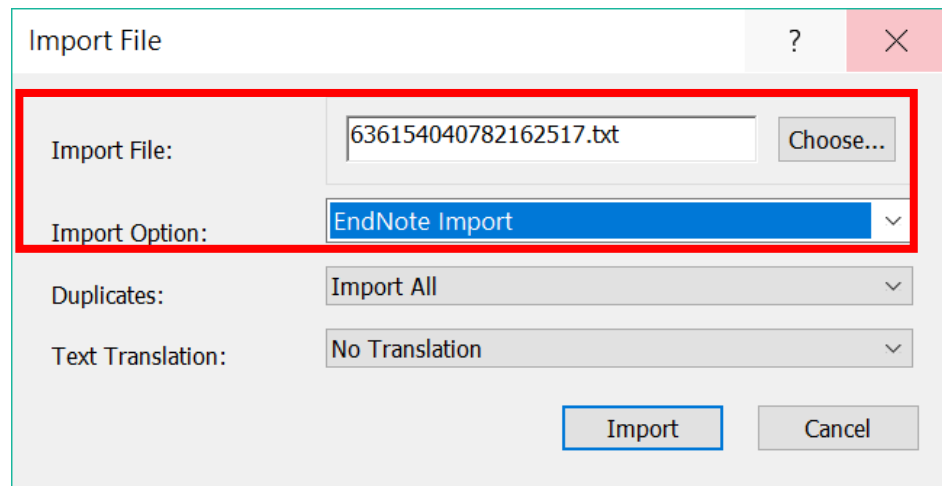 Import File
?
Import File:
636154040782162517.txt
Choose...
Import Option:
EndNote Import
Duplicates:
Import All
Text Translation:
No Translation
Import
Cancel